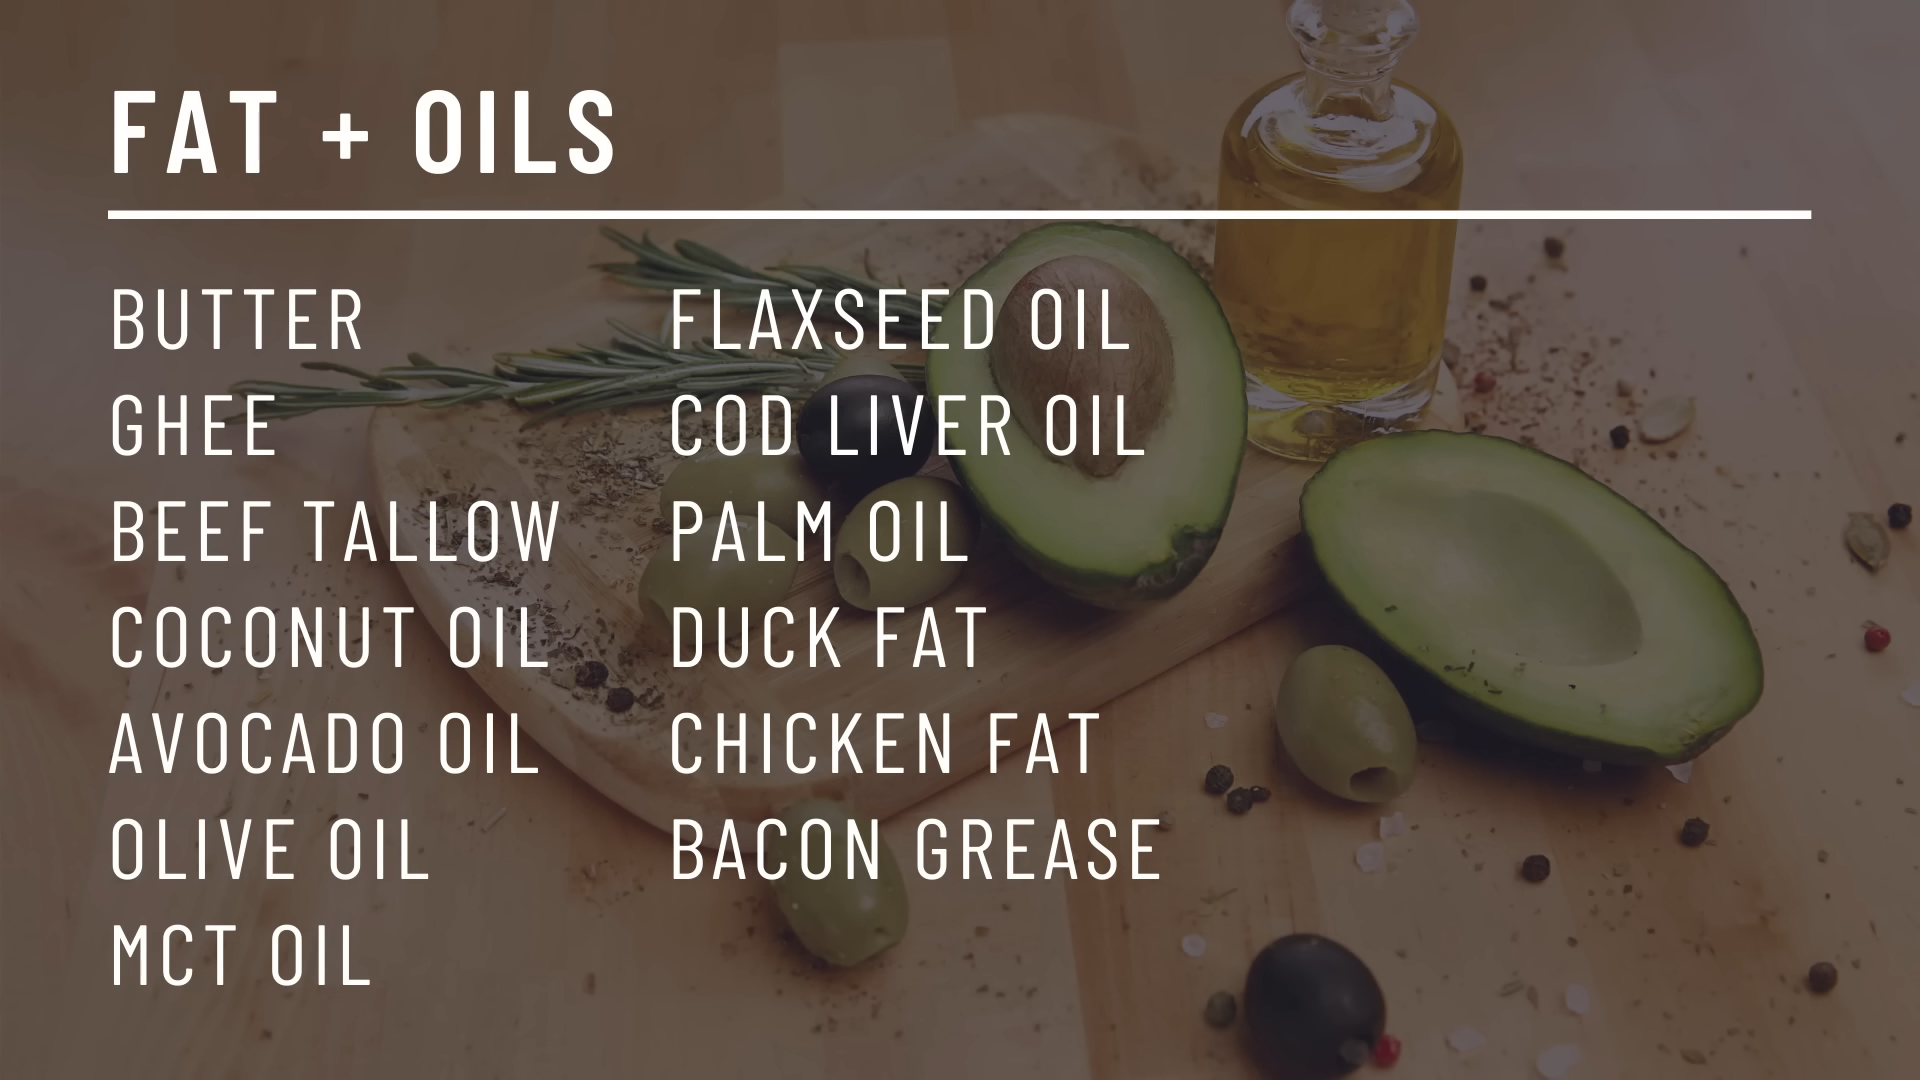 FAT + OILS
BUTTER
GHEE
BEEF TALLOW
COCONUT OIL
AVOCADO OIL
OLIVE OIL
MCT OIL
FLAXSEED OIL
COD LIVER OIL
PALM OIL
DUCK FAT
CHICKEN FAT
BACON GREASE